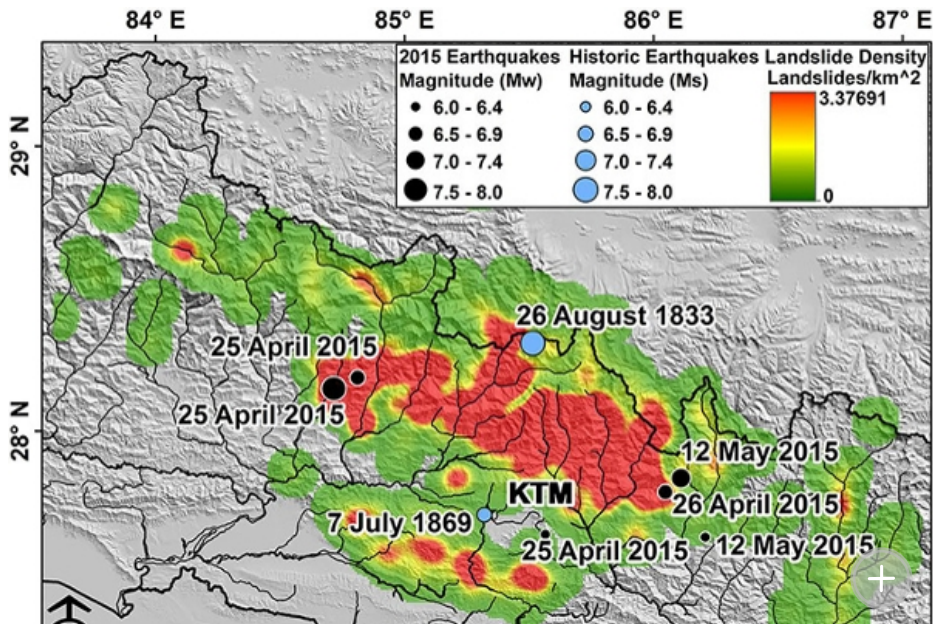 84° E 85° E 86° E 87° E
2015 Earthquakes
Magnitude (Mw)
6.0 - 6.4
6.5 - 6.9
7.0 - 7.4
7.5 - 8.0
Historic Earthquakes
Magnitude (Ms)
6.0 - 6.4
6.5 - 6.9
7.0 - 7.4
7.5 - 8.0
Landslide Density
Landslides/km^2
3.37691
0
29° N
28° N
26 August 1833
25 April 2015
25 April 2015
12 May 2015
KTM
26 April 2015
7 July 1869
25 April 2015
12 May 2015